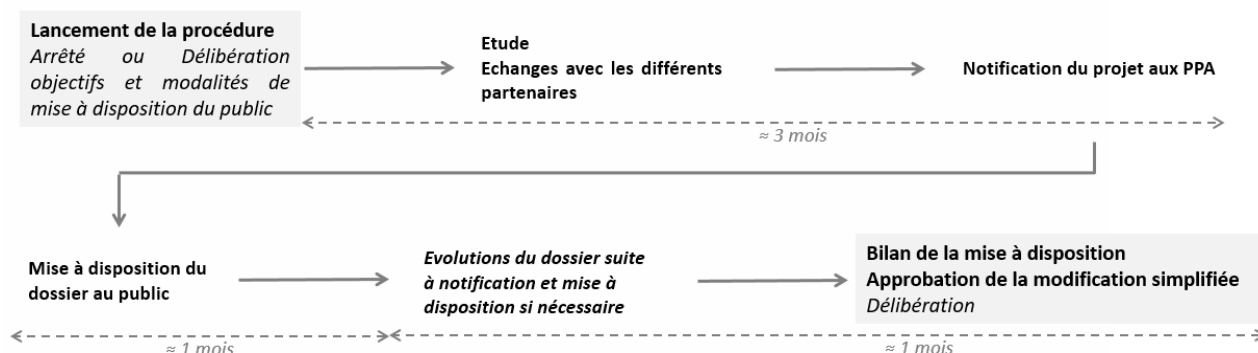 Lancement de la procédure
Arrêté ou Délibération
objectifs et modalités de
mise à disposition du public
Etude
Echanges avec les différents
partenaires
Notification du projet aux PPA
≈ 3 mois
Mise à disposition du
dossier au public
Evolutions du dossier suite
à notification et mise à
disposition si nécessaire
Bilan de la mise à disposition
Approbation de la modification simplifiée
Délibération
≈ 1 mois
≈ 1 mois